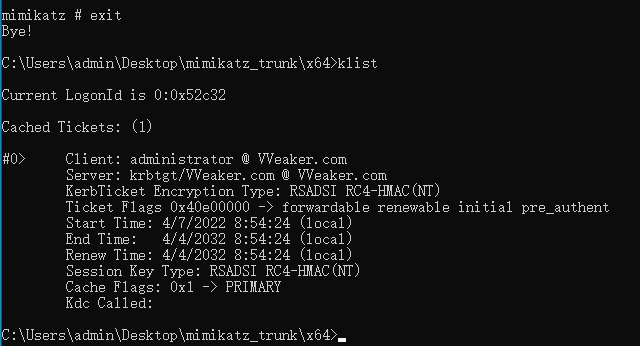 mimikatz # exit
Bye!
C:\Users\admin\Desktop\mimikatz_trunk\x64>klist
Current LogonId is 0:0x52c32
Cached Tickets: (1)
#0>     Client: administrator @ VVeaker.com
        Server: krbtgt/VVeaker.com @ VVeaker.com
        KerbTicket Encryption Type: RSADSI RC4-HMAC(NT)
        Ticket Flags 0x40e00000 -> forwardable renewable initial pre_authent
        Start Time: 4/7/2022 8:54:24 (local)
        End Time:   4/4/2032 8:54:24 (local)
        Renew Time: 4/4/2032 8:54:24 (local)
        Session Key Type: RSADSI RC4-HMAC(NT)
        Cache Flags: 0x1 -> PRIMARY
        Kdc Called:
C:\Users\admin\Desktop\mimikatz_trunk\x64>